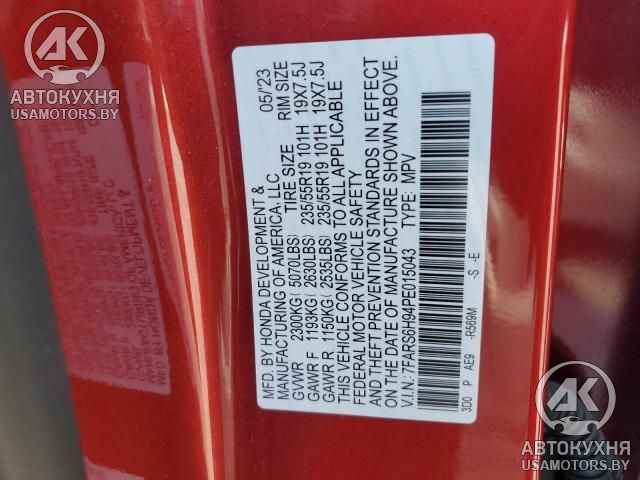 MFD. BY HONDA DEVELOPMENT & 05/23
MANUFACTURING OF AMERICA, LLC TIRE SIZE RIM SIZE
GVWR 2300KG( 5070LBS)
GAWR F 1193KG( 2630LBS) 235/55R19 101H 19X7.5J
GAWR R 1150KG( 2535LBS) 235/55R19 101H 19X7.5J
THIS VEHICLE CONFORMS TO ALL APPLICABLE
FEDERAL MOTOR VEHICLE SAFETY
AND THEFT PREVENTION STANDARDS IN EFFECT
ON THE DATE OF MANUFACTURE SHOWN ABOVE.
V.I.N.: 7FARS6H94PE015043 TYPE: MPV
3D0 P AE9 -R569M -S -E
АК
АВТОКУХНЯ
USAMOTORS.BY
АК
АВТОКУХНЯ
USAMOTORS.BY